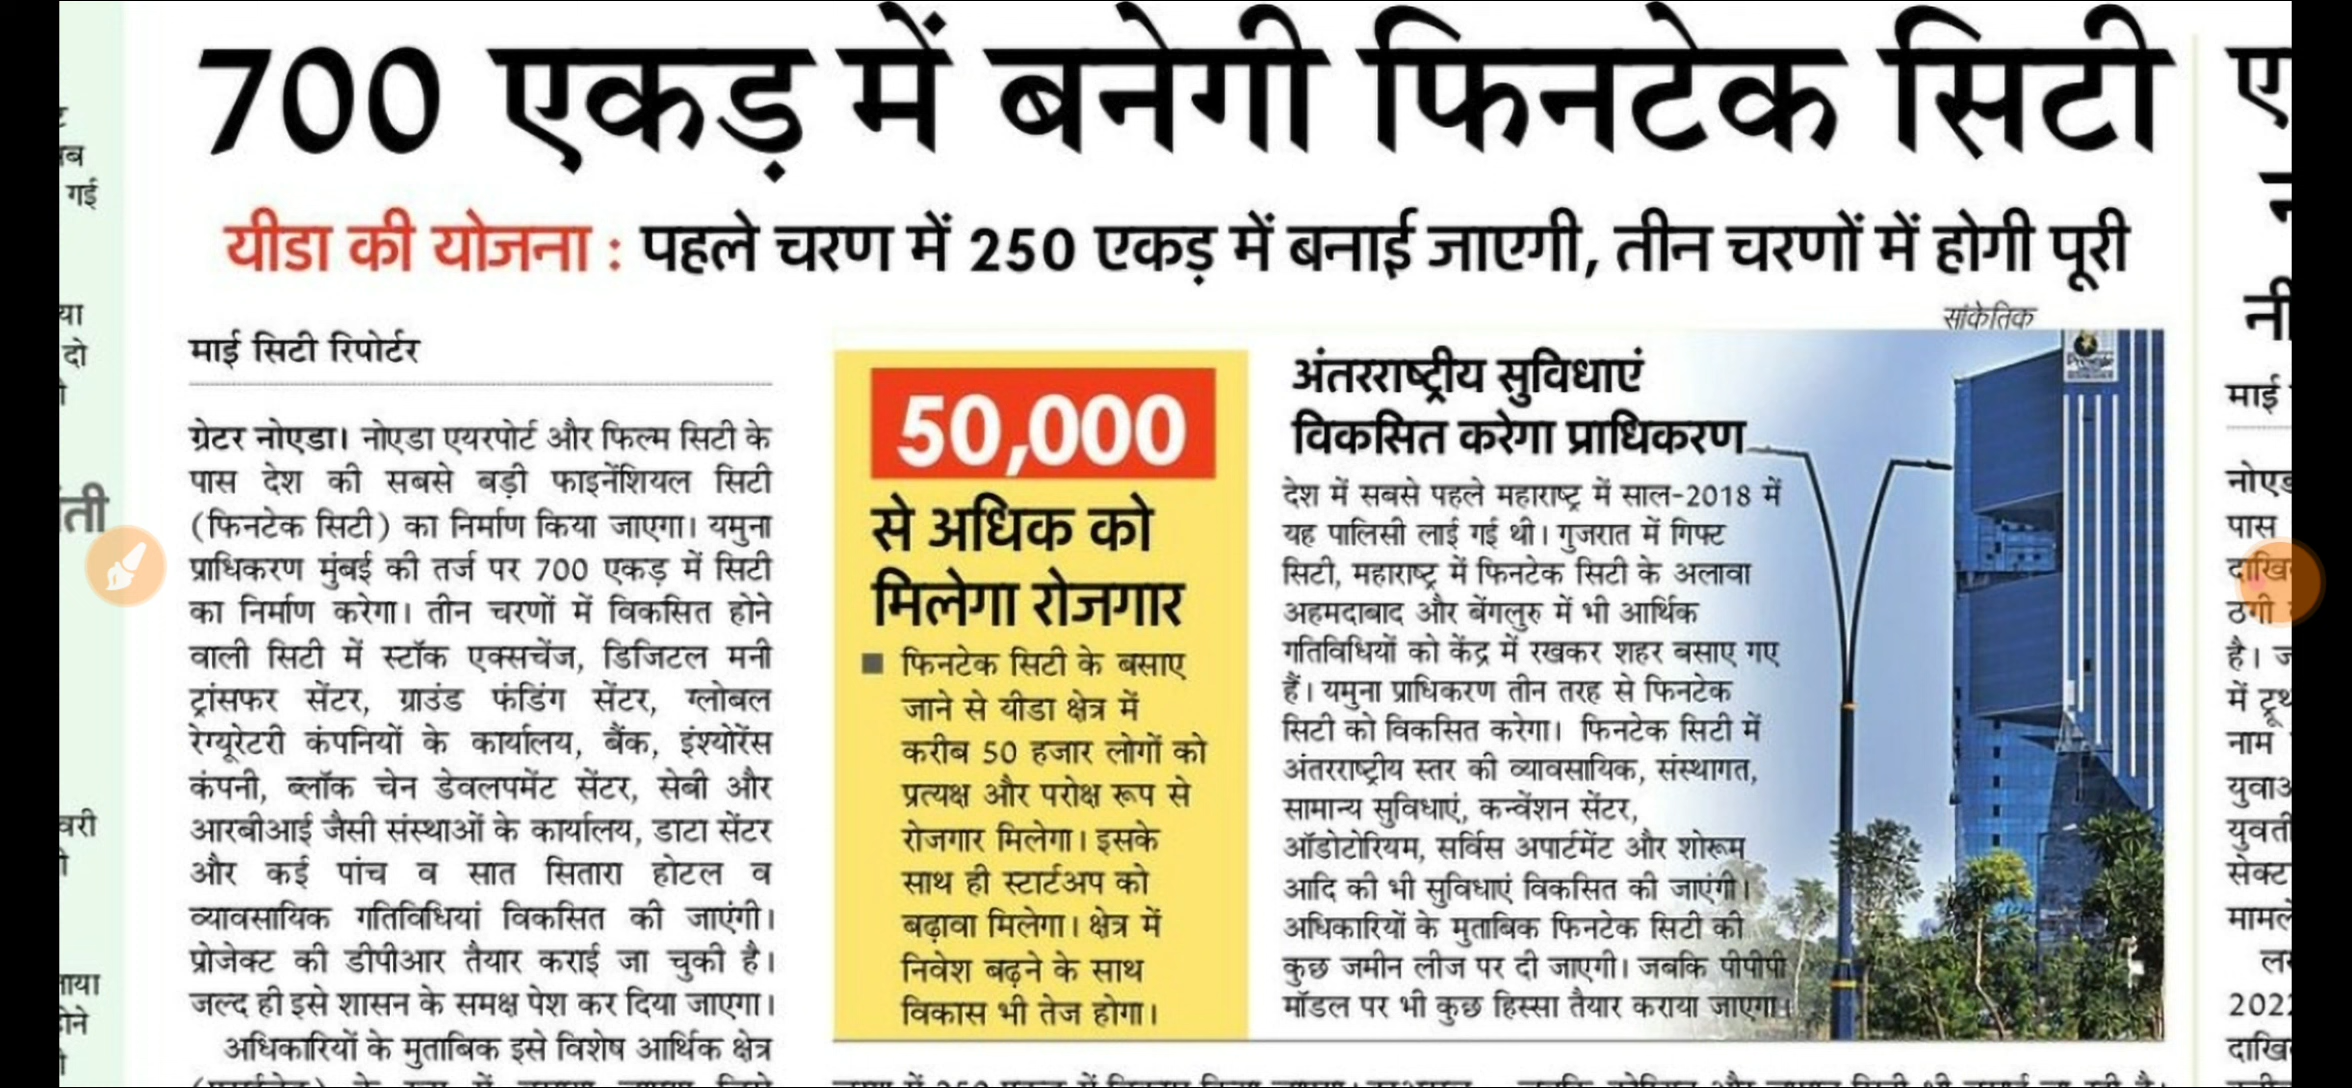 700 एकड़ में बनेगी फिनटेक सिटी
यीडा की योजना : पहले चरण में 250 एकड़ में बनाई जाएगी, तीन चरणों में होगी पूरी
माई सिटी रिपोर्टर
ग्रेटर नोएडा। नोएडा एयरपोर्ट और फिल्म सिटी के
पास देश की सबसे बड़ी फाइनेंशियल सिटी
(फिनटेक सिटी) का निर्माण किया जाएगा। यमुना
प्राधिकरण मुंबई की तर्ज पर 700 एकड़ में सिटी
का निर्माण करेगा। तीन चरणों में विकसित होने
वाली सिटी में स्टॉक एक्सचेंज, डिजिटल मनी
ट्रांसफर सेंटर, ग्राउंड फंडिंग सेंटर, ग्लोबल
रेग्यूरेटरी कंपनियों के कार्यालय, बैंक, इंश्योरेंस
कंपनी, ब्लॉक चेन डेवलपमेंट सेंटर, सेबी और
आरबीआई जैसी संस्थाओं के कार्यालय, डाटा सेंटर
और कई पांच व सात सितारा होटल व
व्यावसायिक गतिविधियां विकसित की जाएंगी।
प्रोजेक्ट की डीपीआर तैयार कराई जा चुकी है।
जल्द ही इसे शासन के समक्ष पेश कर दिया जाएगा।
अधिकारियों के मुताबिक इसे विशेष आर्थिक क्षेत्र
50,000
से अधिक को
मिलेगा रोजगार
■ फिनटेक सिटी के बसाए
जाने से यीडा क्षेत्र में
करीब 50 हजार लोगों को
प्रत्यक्ष और परोक्ष रूप से
रोजगार मिलेगा। इसके
साथ ही स्टार्टअप को
बढ़ावा मिलेगा। क्षेत्र में
निवेश बढ़ने के साथ
विकास भी तेज होगा।
सांकेतिक
अंतरराष्ट्रीय सुविधाएं
विकसित करेगा प्राधिकरण
देश में सबसे पहले महाराष्ट्र में साल-2018 में
यह पालिसी लाई गई थी। गुजरात में गिफ्ट
सिटी, महाराष्ट्र में फिनटेक सिटी के अलावा
अहमदाबाद और बेंगलुरु में भी आर्थिक
गतिविधियों को केंद्र में रखकर शहर बसाए गए
हैं। यमुना प्राधिकरण तीन तरह से फिनटेक
सिटी को विकसित करेगा। फिनटेक सिटी में
अंतरराष्ट्रीय स्तर की व्यावसायिक, संस्थागत,
सामान्य सुविधाएं, कन्वेंशन सेंटर,
ऑडोटोरियम, सर्विस अपार्टमेंट और शोरूम
आदि की भी सुविधाएं विकसित की जाएंगी।
अधिकारियों के मुताबिक फिनटेक सिटी की
कुछ जमीन लीज पर दी जाएगी। जबकि पीपीपी
मॉडल पर भी कुछ हिस्सा तैयार कराया जाएगा।
गई
दो
माई
पास
ठगी
है।
में
नाम